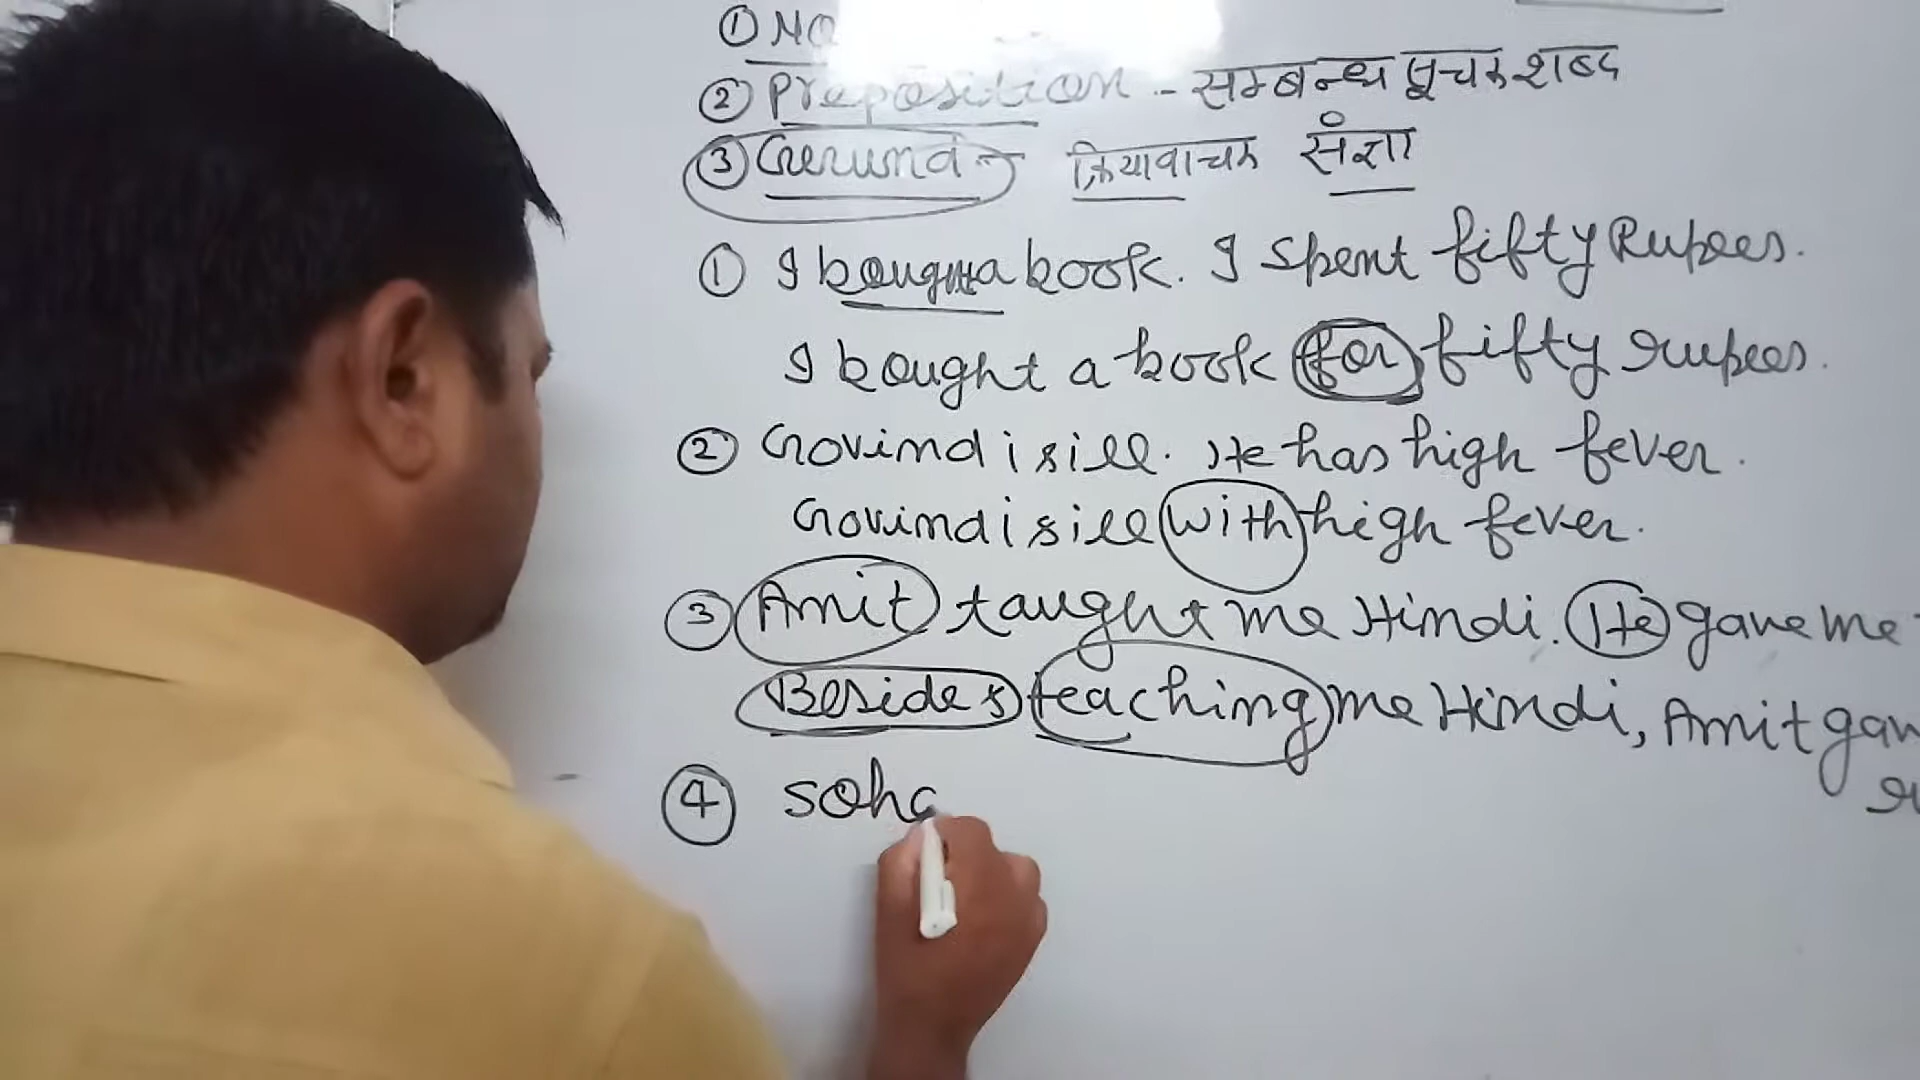 ①
② Preposition - सम्बन्ध सूचक शब्द
③ Gerund - क्रियावाचक संज्ञा
① I bought a book. I spent fifty Rupees.
I bought a book for fifty rupees.
② Govind is ill. He has high fever.
Govind is ill with high fever.
③ Amit taught me Hindi. He gave me
Besides teaching me Hindi, Amit gav
④ Soha